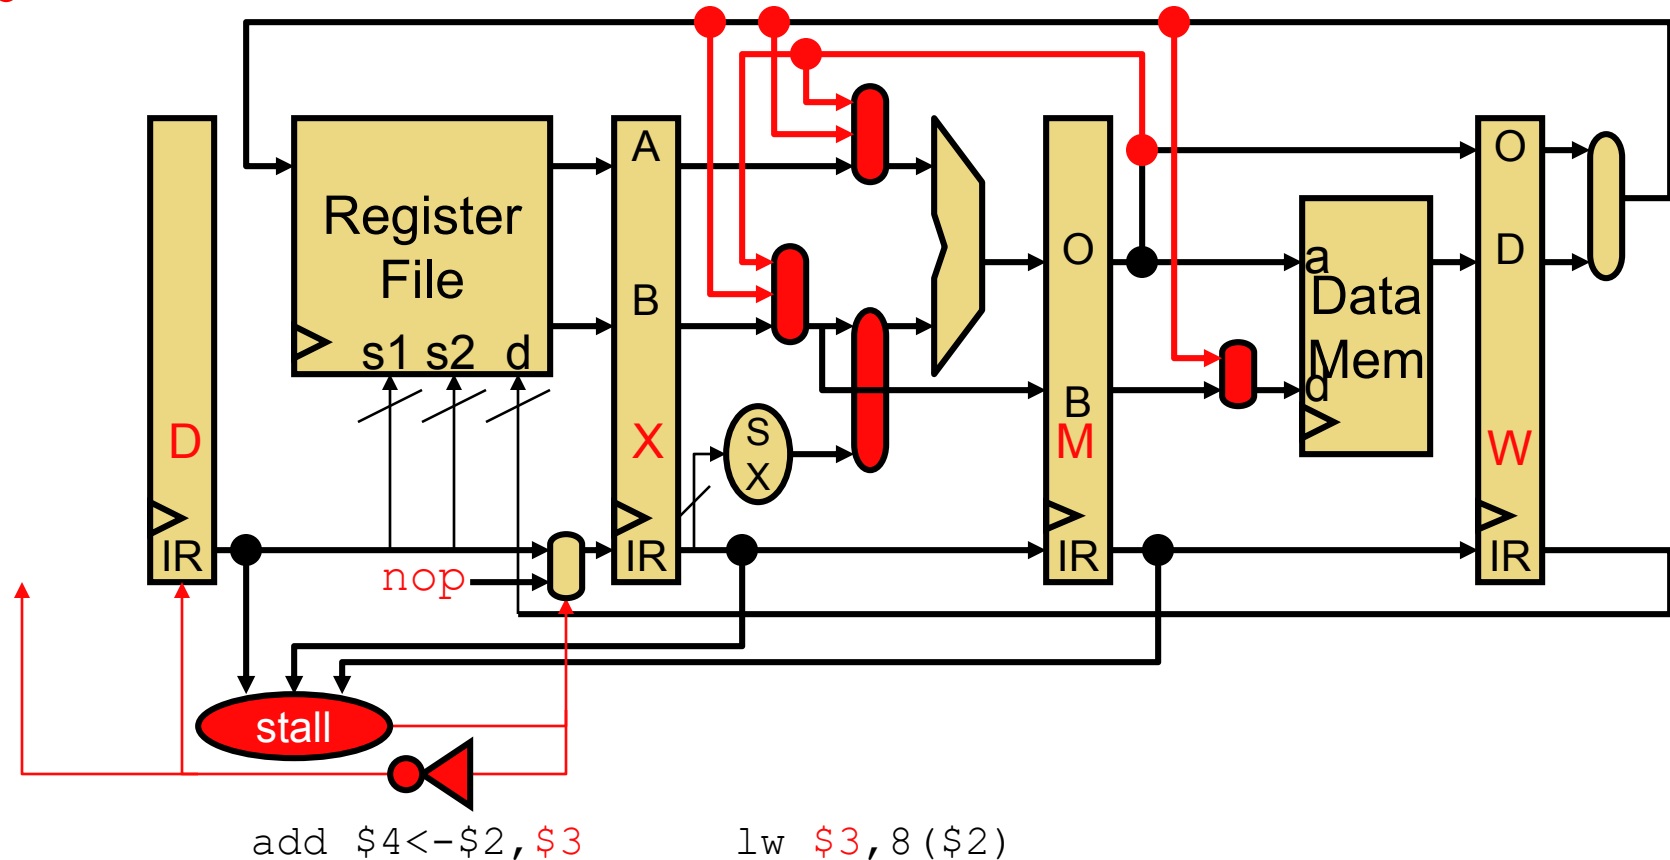 Register
File
s1 s2 d
D
IR
nop
A
B
X
IR
S
X
O
B
M
IR
a
Data
Mem
d
O
D
W
IR
stall
add $4<-$2,$3
lw $3,8($2)